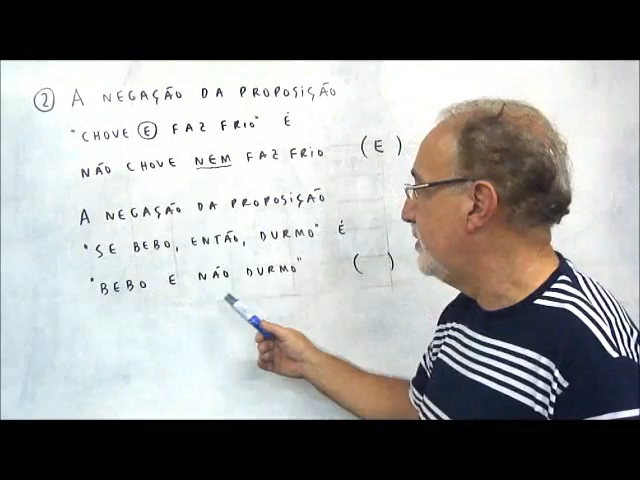 ② A NEGAÇÃO DA PROPOSIÇÃO
"CHOVE Ⓔ FAZ FRIO" É
NÃO CHOVE NEM FAZ FRIO (E)
A NEGAÇÃO DA PROPOSIÇÃO
"SE BEBO, ENTÃO, DURMO" É
"BEBO E NÃO DURMO" ( )